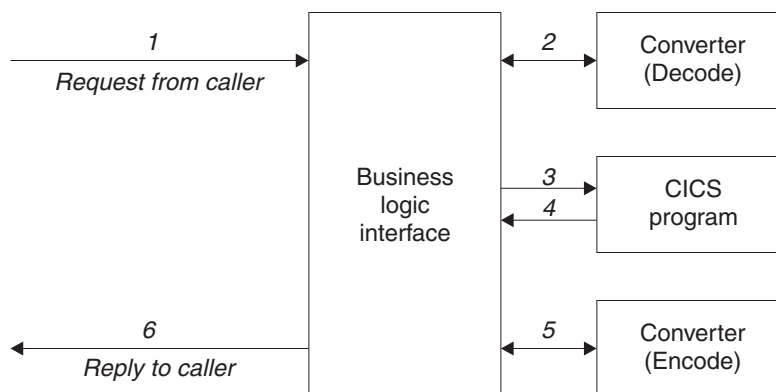 1
Request from caller
2
Converter
(Decode)
Business
logic
interface
3
4
CICS
program
6
Reply to caller
5
Converter
(Encode)